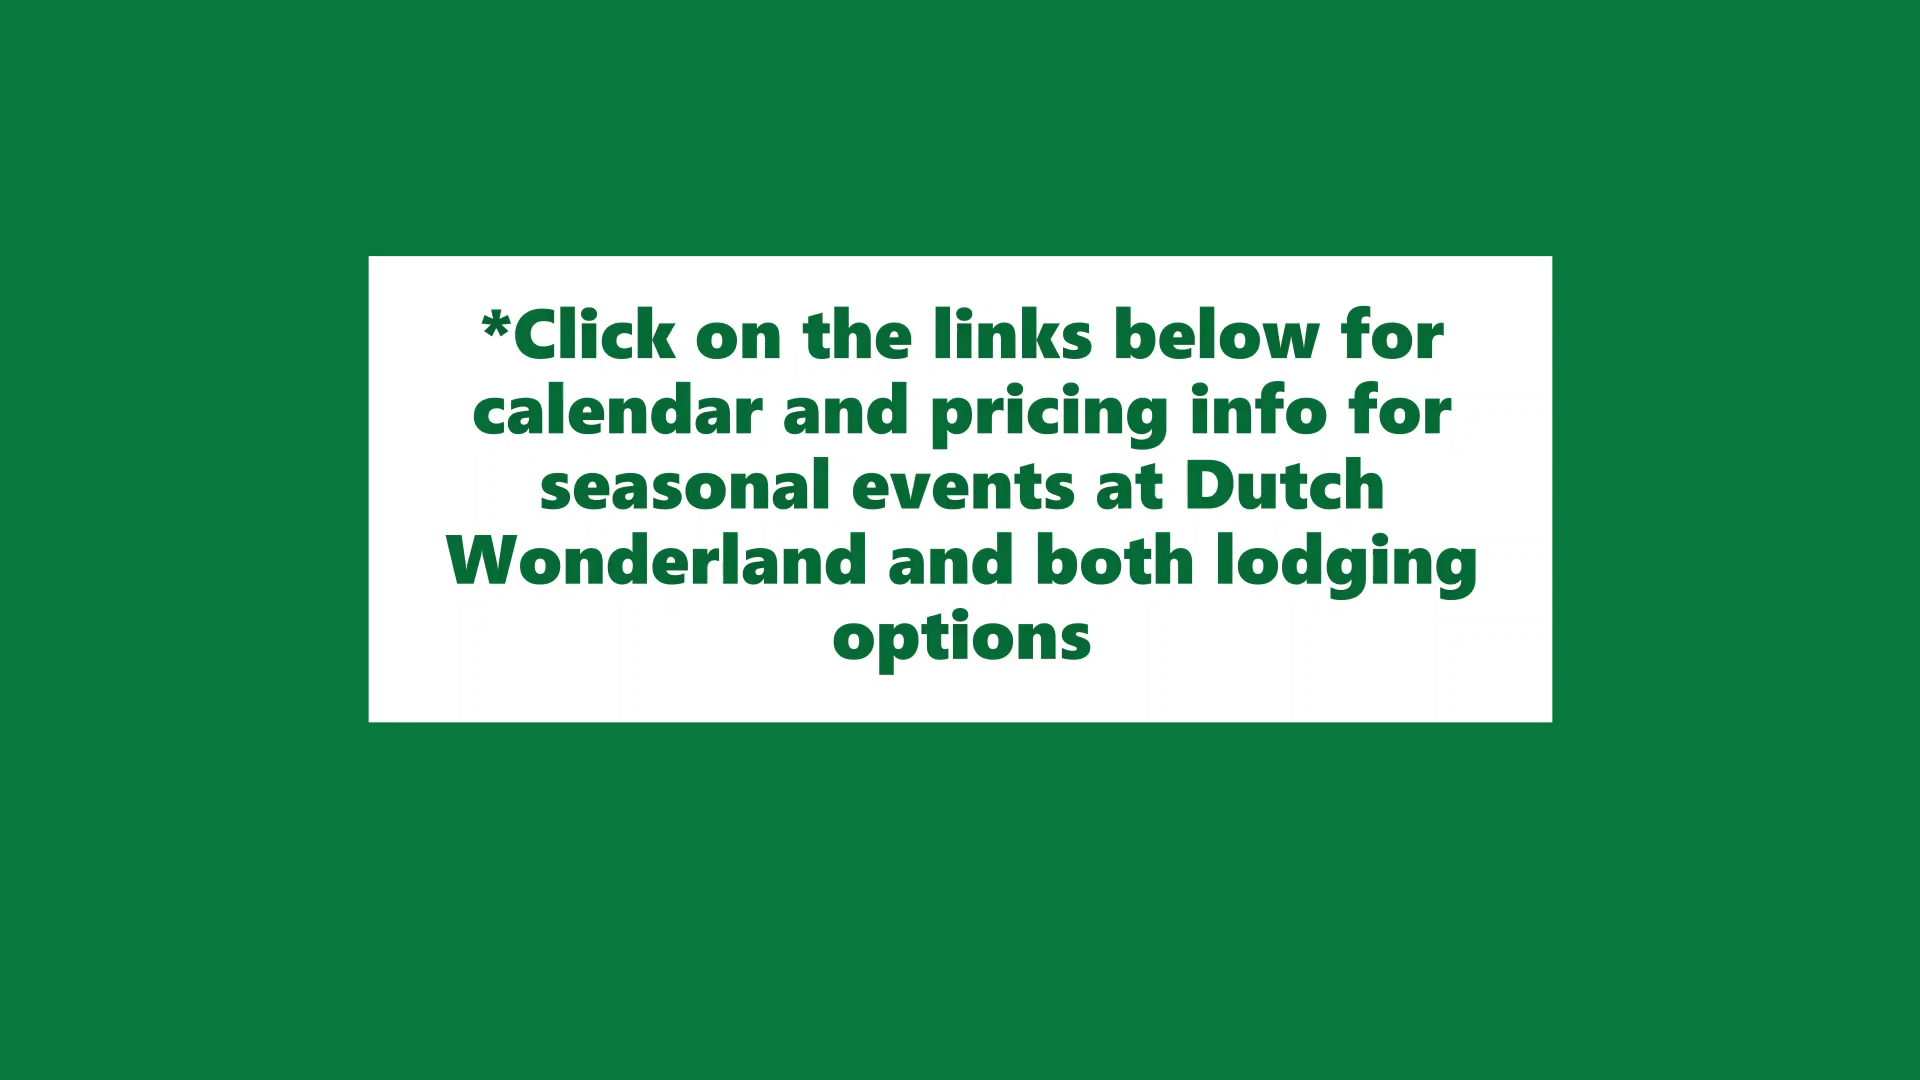 *Click on the links below for
calendar and pricing info for
seasonal events at Dutch
Wonderland and both lodging
options